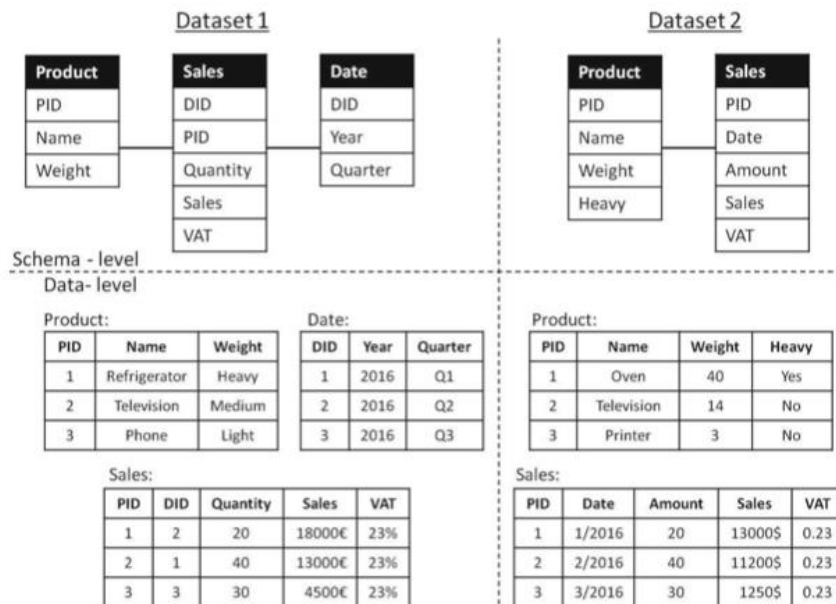 Dataset 1
Dataset 2
Product
PID
Name
Weight
Sales
DID
PID
Quantity
Sales
VAT
Date
DID
Year
Quarter
Product
PID
Name
Weight
Heavy
Sales
PID
Date
Amount
Sales
VAT
Schema - level
Data- level
Product:
PID Name Weight
1 Refrigerator Heavy
2 Television Medium
3 Phone Light
Date:
DID Year Quarter
1 2016 Q1
2 2016 Q2
3 2016 Q3
Product:
PID Name Weight Heavy
1 Oven 40 Yes
2 Television 14 No
3 Printer 3 No
Sales:
PID DID Quantity Sales VAT
1 2 20 18000€ 23%
2 1 40 13000€ 23%
3 3 30 4500€ 23%
Sales:
PID Date Amount Sales VAT
1 1/2016 20 13000$ 0.23
2 2/2016 40 11200$ 0.23
3 3/2016 30 1250$ 0.23